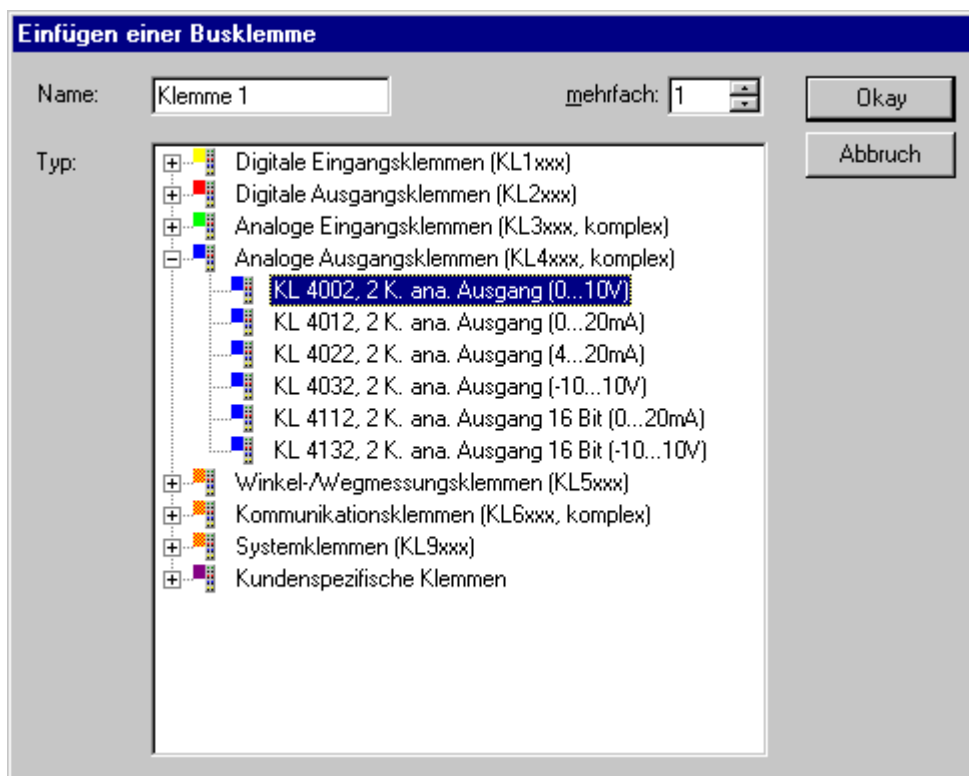 Einfügen einer Busklemme
Name: Klemme 1 mehrfach: 1 Okay
Abbruch
Typ:
Digitale Eingangsklemmen (KL1xxx)
Digitale Ausgangsklemmen (KL2xxx)
Analoge Eingangsklemmen (KL3xxx, komplex)
Analoge Ausgangsklemmen (KL4xxx, komplex)
KL 4002, 2 K. ana. Ausgang (0...10V)
KL 4012, 2 K. ana. Ausgang (0...20mA)
KL 4022, 2 K. ana. Ausgang (4...20mA)
KL 4032, 2 K. ana. Ausgang (-10...10V)
KL 4112, 2 K. ana. Ausgang 16 Bit (0...20mA)
KL 4132, 2 K. ana. Ausgang 16 Bit (-10...10V)
Winkel-/Wegmessungsklemmen (KL5xxx)
Kommunikationsklemmen (KL6xxx, komplex)
Systemklemmen (KL9xxx)
Kundenspezifische Klemmen